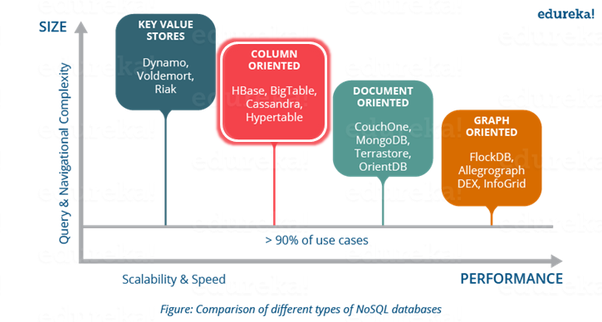 edureka!
SIZE
KEY VALUE
STORES
Dynamo,
Voldemort,
Riak
COLUMN
ORIENTED
HBase, BigTable,
Cassandra,
Hypertable
DOCUMENT
ORIENTED
CouchOne,
MongoDB,
Terrastore,
OrientDB
GRAPH
ORIENTED
FlockDB,
Allegrograph
DEX, InfoGrid
Query & Navigational Complexity
> 90% of use cases
Scalability & Speed
PERFORMANCE
Figure: Comparison of different types of NoSQL databases